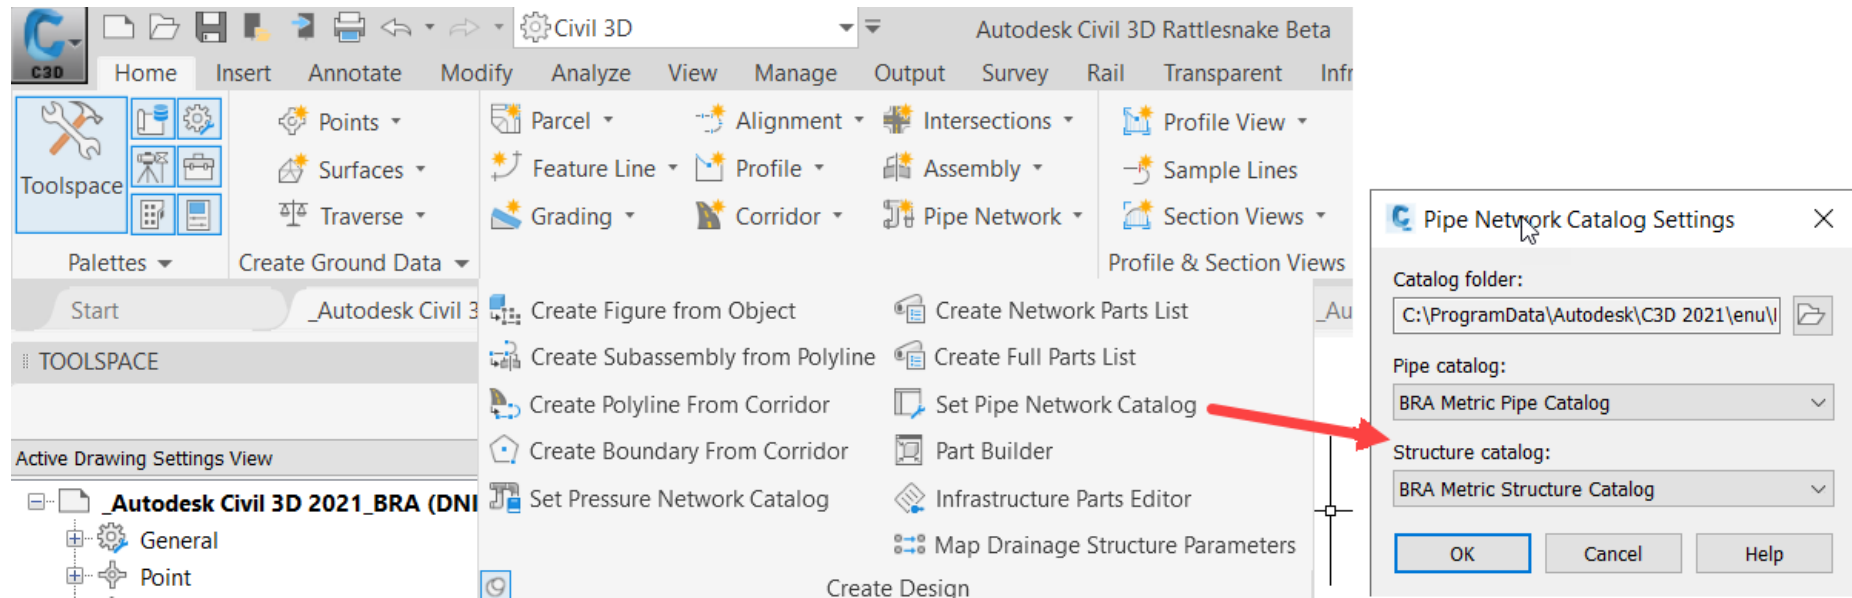 Civil 3D
Autodesk Civil 3D Rattlesnake Beta
C3D
Home Insert Annotate Modify Analyze View Manage Output Survey Rail Transparent Infr
Toolspace
Points
Surfaces
Traverse
Parcel
Feature Line
Grading
Alignment
Profile
Corridor
Intersections
Assembly
Pipe Network
Profile View
Sample Lines
Section Views
Palettes
Create Ground Data
Profile & Section Views
Start
_Autodesk Civil 3
_Au
TOOLSPACE
Active Drawing Settings View
_Autodesk Civil 3D 2021_BRA (DNI
General
Point
Create Figure from Object
Create Subassembly from Polyline
Create Polyline From Corridor
Create Boundary From Corridor
Set Pressure Network Catalog
Create Network Parts List
Create Full Parts List
Set Pipe Network Catalog
Part Builder
Infrastructure Parts Editor
Map Drainage Structure Parameters
Create Design
Pipe Network Catalog Settings
Catalog folder:
C:\ProgramData\Autodesk\C3D 2021\enu\
Pipe catalog:
BRA Metric Pipe Catalog
Structure catalog:
BRA Metric Structure Catalog
OK Cancel Help